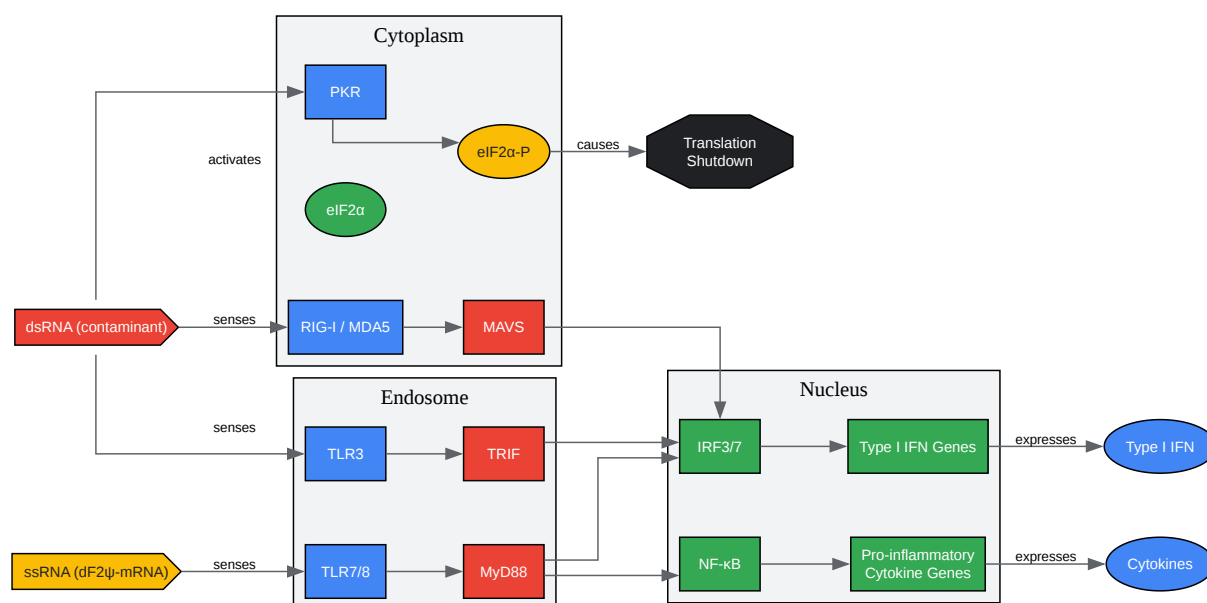 Cytoplasm
PKR
eIF2α-P
causes
Translation
Shutdown
activates
eIF2α
dsRNA (contaminant)
senses
RIG-I / MDA5
MAVS
Endosome
Nucleus
senses
TLR3
TRIF
IRF3/7
Type I IFN Genes
expresses
Type I IFN
ssRNA (dF2ψ-mRNA)
senses
TLR7/8
MyD88
NF-κB
Pro-inflammatory
Cytokine Genes
expresses
Cytokines